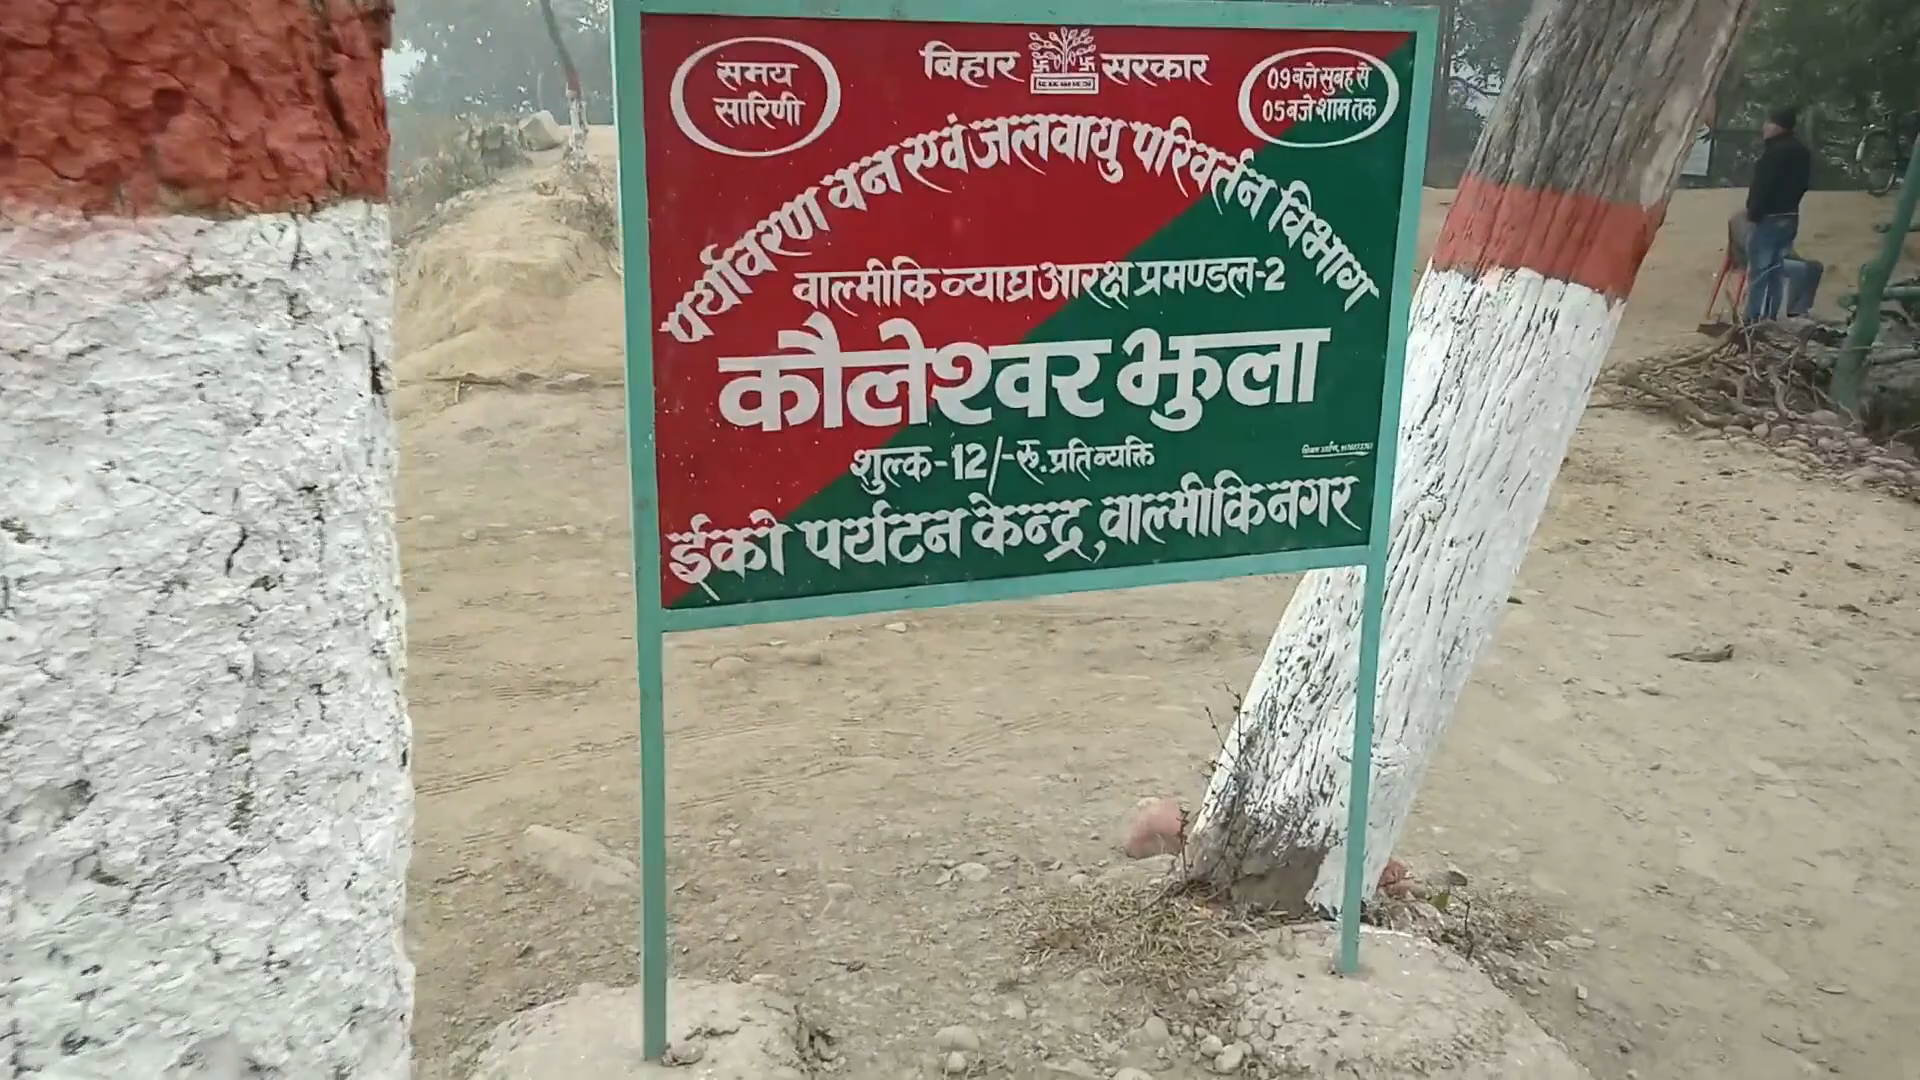 समय
सारिणी
बिहार सरकार
09 बजे सुबह से
05 बजे शाम तक
पर्यावरण वन एवं जलवायु परिवर्तन विभाग
वाल्मीकि व्याघ्र आरक्ष प्रमण्डल-2
कौलेश्वर झुला
शुल्क-12/-रू. प्रति व्यक्ति
ईको पर्यटन केन्द्र, वाल्मीकिनगर